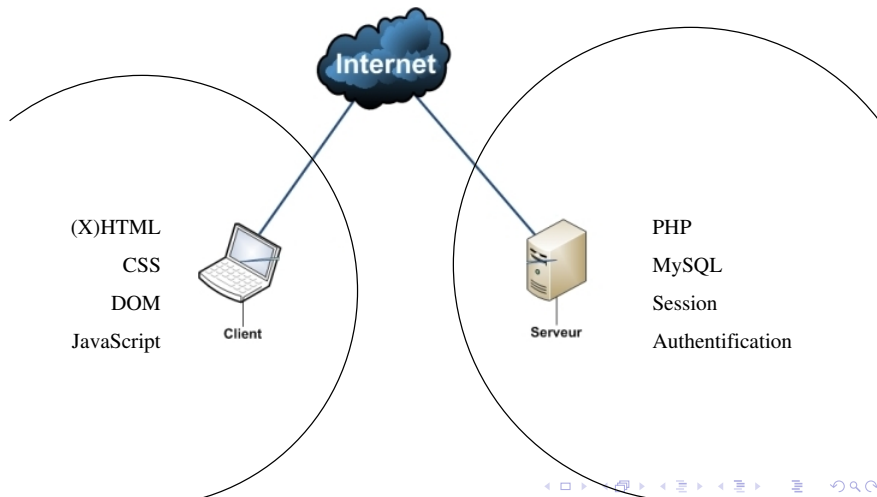 Internet
(X)HTML
CSS
DOM
JavaScript
Client
Serveur
PHP
MySQL
Session
Authentification